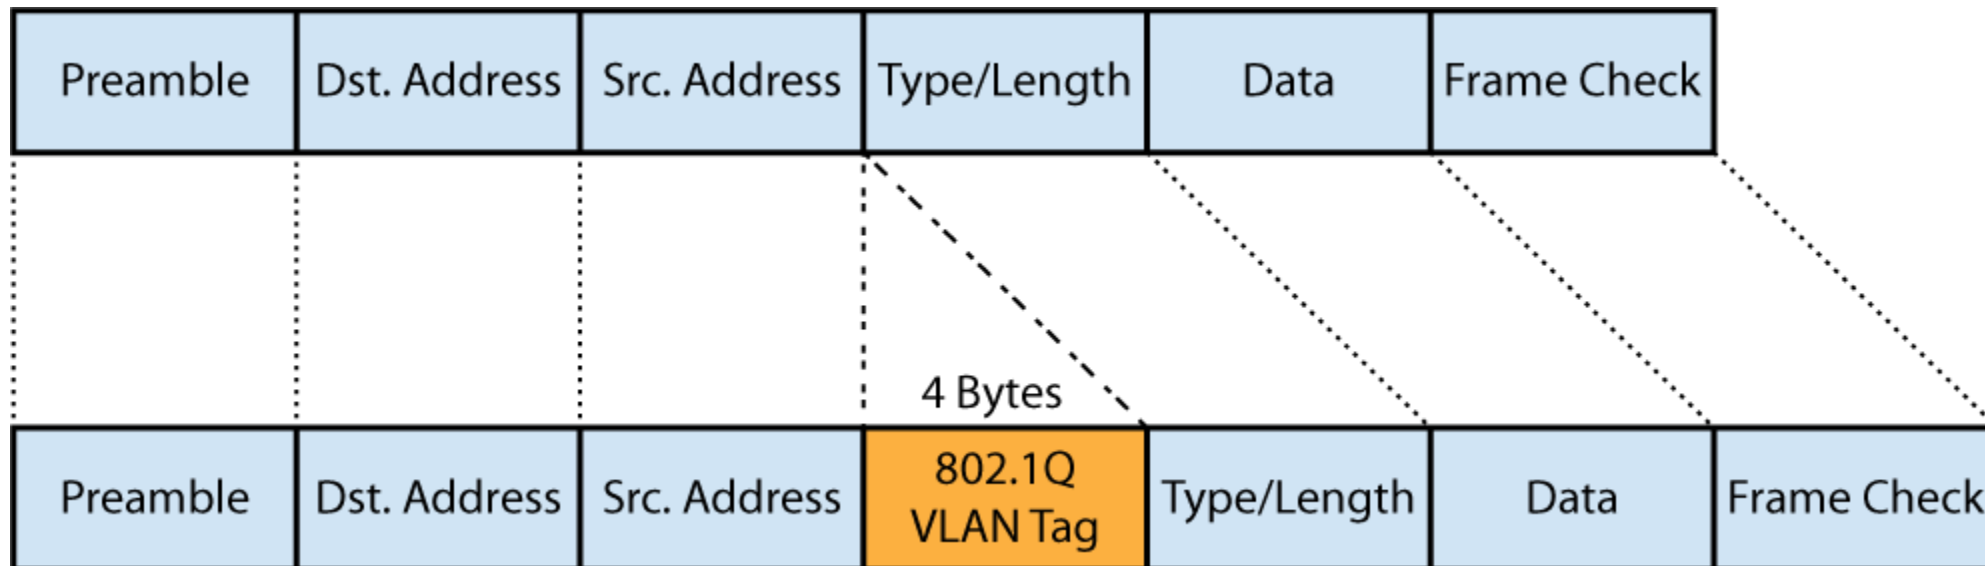 Preamble
Dst. Address
Src. Address
Type/Length
Data
Frame Check
4 Bytes
Preamble
Dst. Address
Src. Address
802.1Q
VLAN Tag
Type/Length
Data
Frame Check